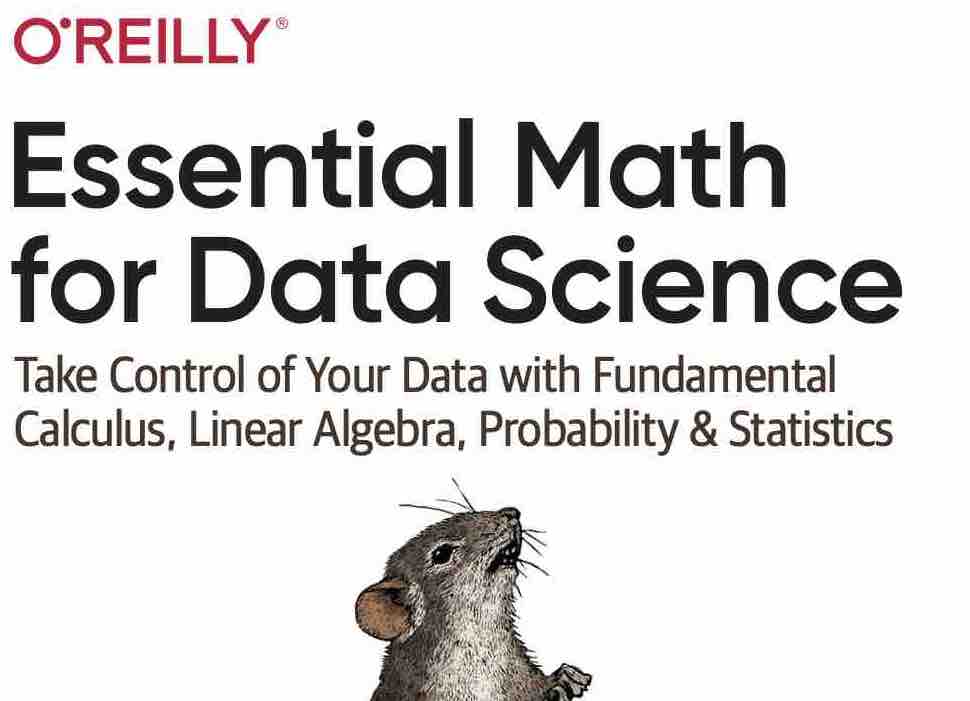 O'REILLY®
Essential Math
for Data Science
Take Control of Your Data with Fundamental
Calculus, Linear Algebra, Probability & Statistics